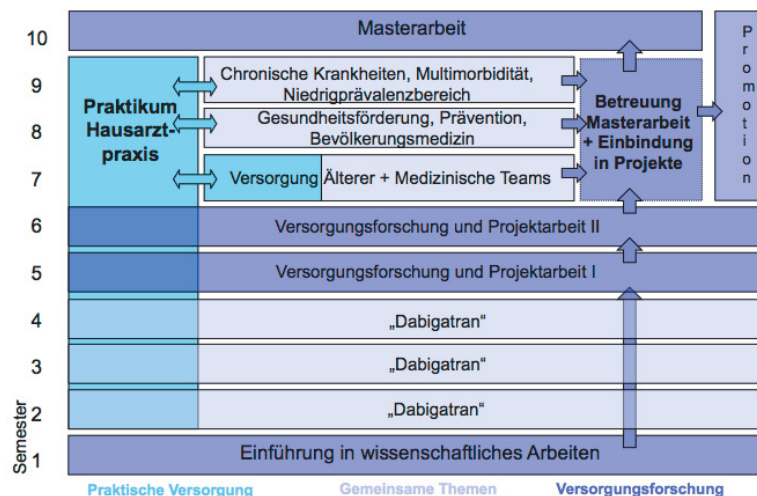 10
Masterarbeit
9
Chronische Krankheiten, Multimorbidität,
Niedrigprävalenzbereich
Praktikum
Hausarzt-
praxis
8
Gesundheitsförderung, Prävention,
Bevölkerungsmedizin
Betreuung
Masterarbeit
+ Einbindung
in Projekte
Promotion
7
Versorgung Älterer + Medizinische Teams
6
Versorgungsforschung und Projektarbeit II
5
Versorgungsforschung und Projektarbeit I
4
„Dabigatran“
3
„Dabigatran“
2
„Dabigatran“
Semester
1
Einführung in wissenschaftliches Arbeiten
Praktische Versorgung
Gemeinsame Themen
Versorgungsforschung